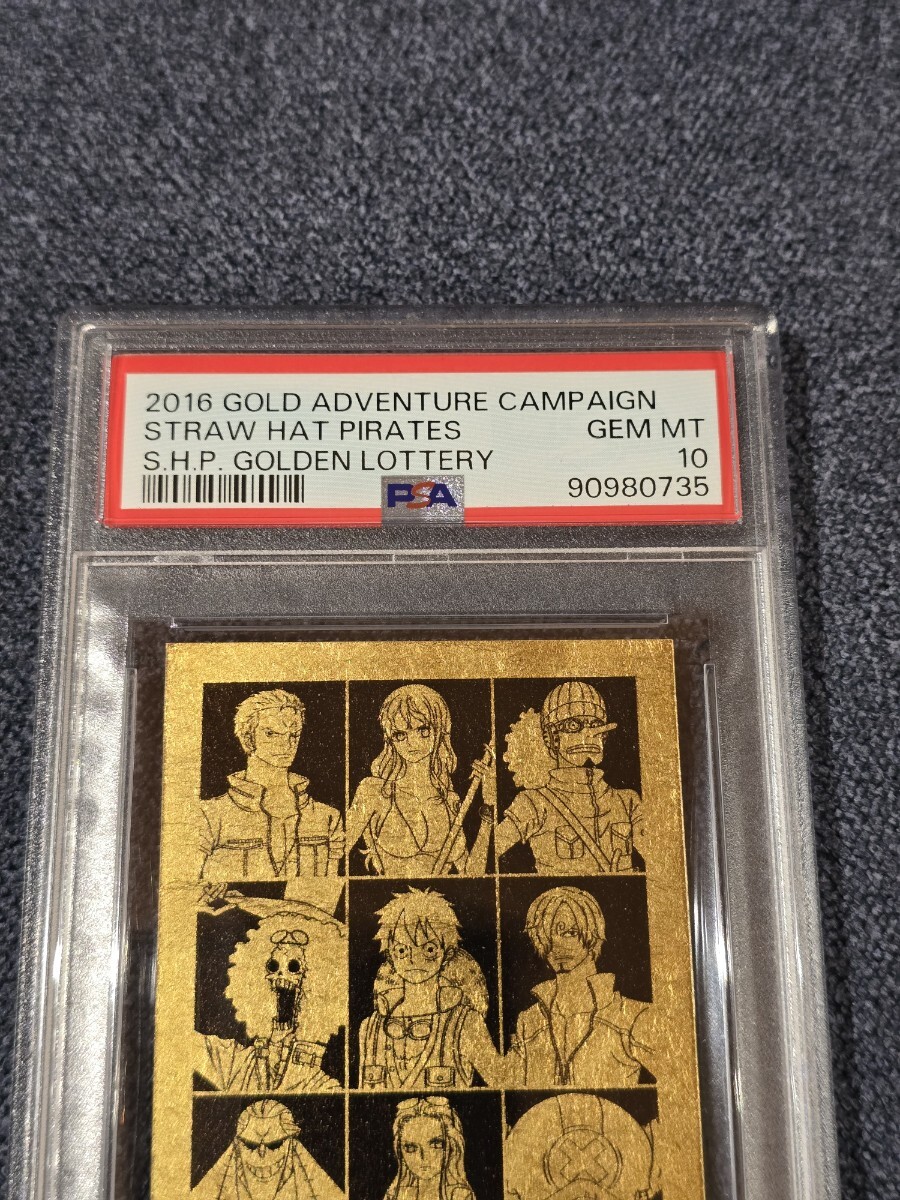 2016 GOLD ADVENTURE CAMPAIGN
STRAW HAT PIRATES GEM MT
S.H.P. GOLDEN LOTTERY 10
PSA 90980735